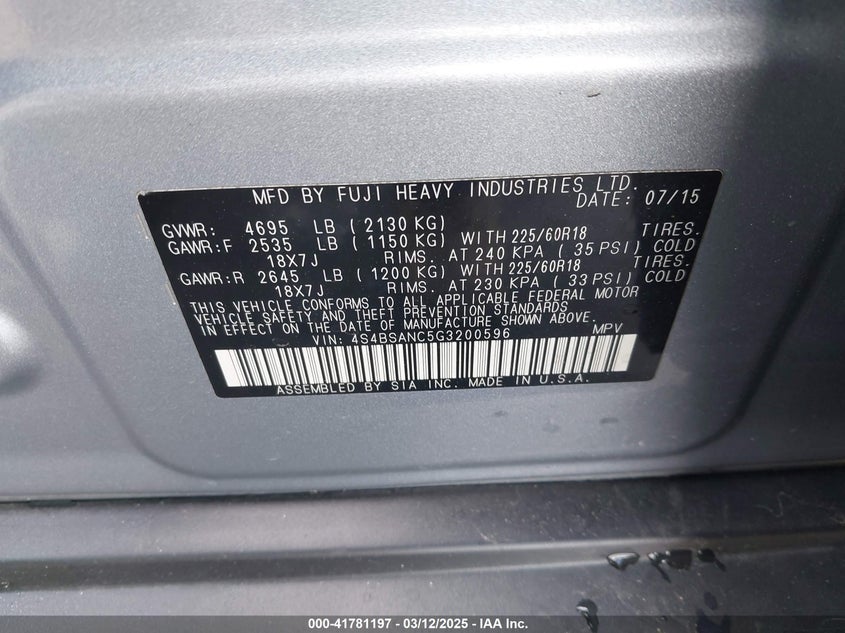 MFD BY FUJI HEAVY INDUSTRIES LTD.
DATE: 07/15
GVWR: 4695 LB ( 2130 KG)
GAWR:F 2535 LB ( 1150 KG) WITH 225/60R18 TIRES.
18X7J RIMS. AT 240 KPA ( 35 PSI) COLD
GAWR:R 2645 LB ( 1200 KG) WITH 225/60R18 TIRES.
18X7J RIMS. AT 230 KPA ( 33 PSI) COLD.
THIS VEHICLE CONFORMS TO ALL APPLICABLE FEDERAL MOTOR
VEHICLE SAFETY AND THEFT PREVENTION STANDARDS
IN EFFECT ON THE DATE OF MANUFACTURE SHOWN ABOVE.
VIN: 4S4BSANC5G3200596 MPV
ASSEMBLED BY SIA INC. MADE IN U.S.A.
000-41781197 - 03/12/2025 - IAA Inc.